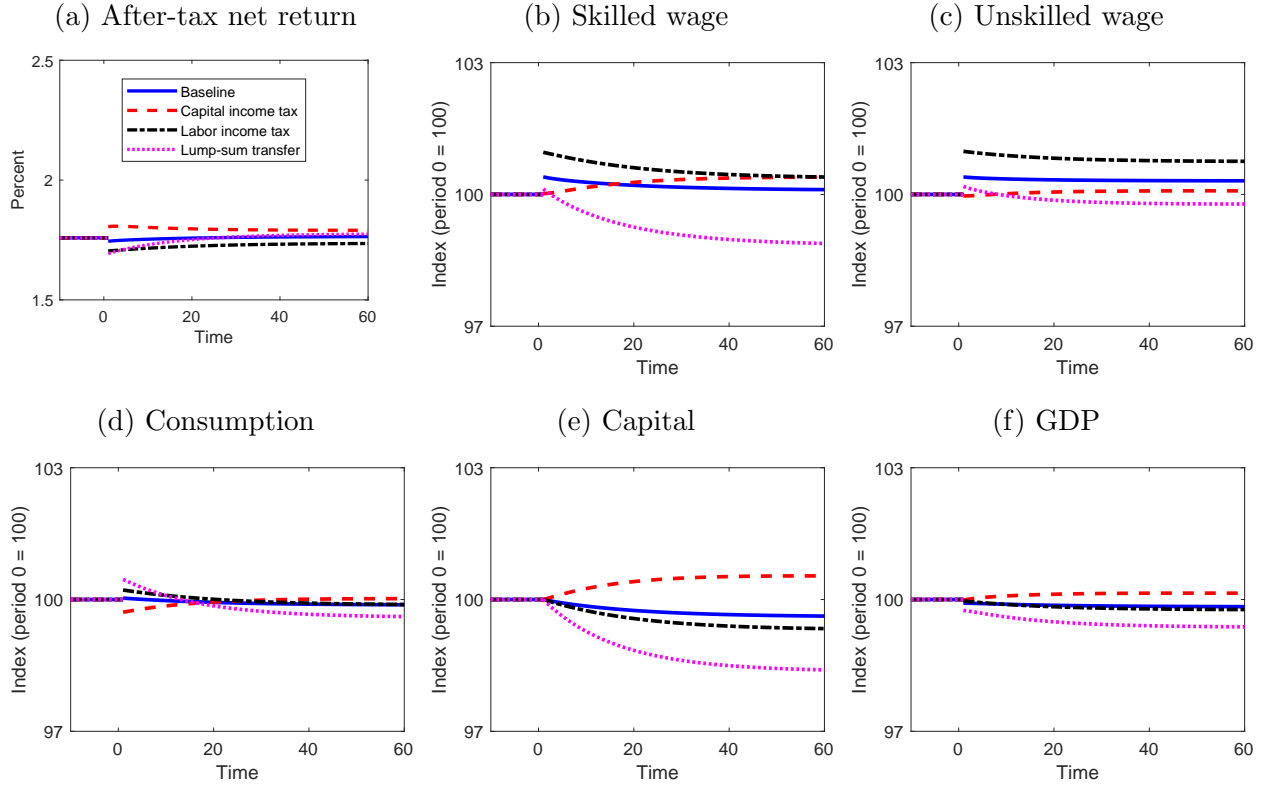 (a) After-tax net return
2.5
2
1.5
Percent
0
20
40
60
Time
Baseline
Capital income tax
Labor income tax
Lump-sum transfer
(b) Skilled wage
103
100
97
Index (period 0 = 100)
0
20
40
60
Time
(c) Unskilled wage
103
100
97
Index (period 0 = 100)
0
20
40
60
Time
(d) Consumption
103
100
97
Index (period 0 = 100)
0
20
40
60
Time
(e) Capital
103
100
97
Index (period 0 = 100)
0
20
40
60
Time
(f) GDP
103
100
97
Index (period 0 = 100)
0
20
40
60
Time